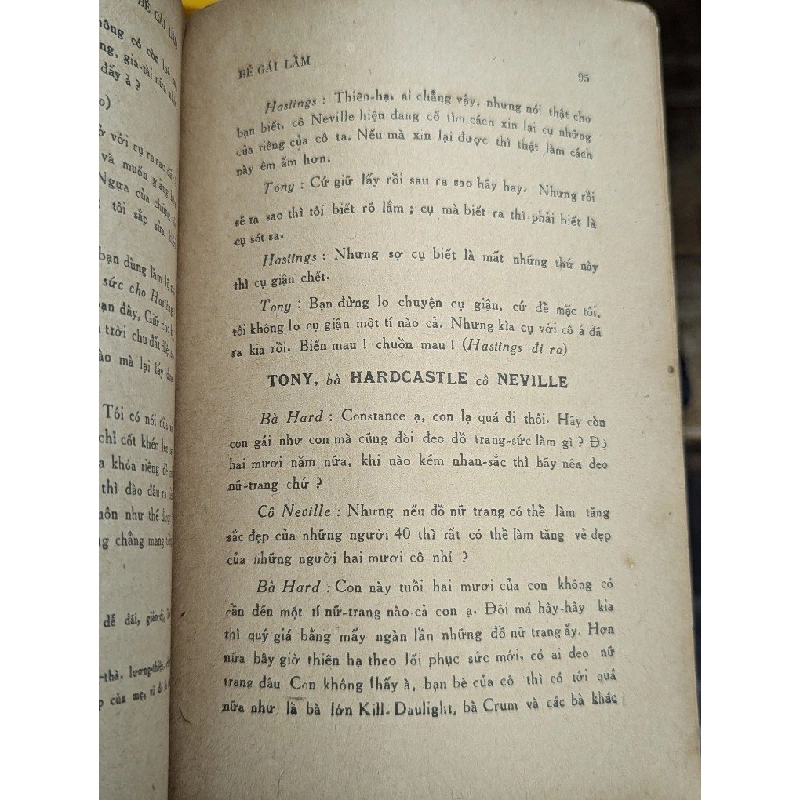 BÊ GÁI LẦM
95
Hastings : Thiên-hạ ai chẳng vậy, nhưng nói thật cho
bạn biết, cô Neville hiện đang cố tìm cách xin lại cụ những
của riêng của cô ta. Nếu mà xin lại được thì thật làm cách
này êm ấm hơn.
Tony : Cứ giữ lấy rồi sau ra sao hãy hay. Nhưng rồi
sẽ ra sao thì tôi biết rõ lắm ; cụ mà biết ra thì phải biết là
cụ sót sa.
Hastings : Nhưng sợ cụ biết là mất những thứ này
thì cụ giận chết.
Tony : Bạn đừng lo chuyện cụ giận, cứ để mặc tôi,
tôi không lo cụ giận một tí nào cả. Nhưng kìa cụ với cô ả đã
ra kia rồi. Biến mau ! chuồn mau ! (Hastings đi ra)
TONY, bà HARDCASTLE cô NEVILLE
Bà Hard : Constance ạ, con lạ quá đi thôi. Hãy còn
con gái như con mà cũng đòi đeo đồ trang-sức làm gì ? Độ
hai mươi năm nữa, khi nào kém nhan-sắc thì hãy nên đeo
nữ-trang chứ ?
Cô Neville : Nhưng nếu đồ nữ trang có thể làm tăng
sắc đẹp của những người 40 thì rất có thể làm tăng vẻ đẹp
của những người hai mươi cô nhỉ ?
Bà Hard : Con này tuổi hai mươi của con không có
cần đến một tí nữ-trang nào cả con ạ. Đôi má hây-hây kia
thì quý giá bằng mấy ngàn lần những đồ nữ trang ấy. Hơn
nữa bây giờ thiên hạ theo lối phục sức mới, có ai đeo nữ
trang đâu Con không thấy à, bạn bè của cô thì có tới quá
nữa như là bà lớn Kill-Daulight, bà Crum và các bà khác